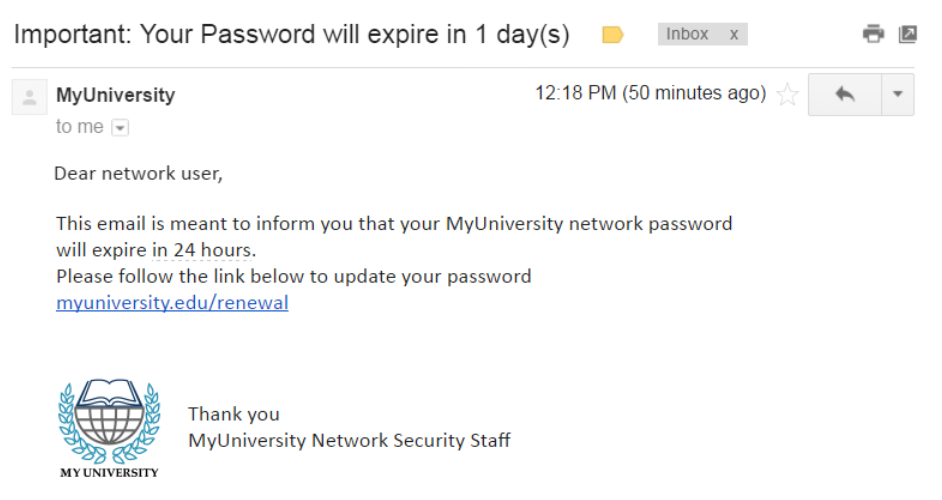 Important: Your Password will expire in 1 day(s) Inbox x
MyUniversity 12:18 PM (50 minutes ago)
to me
Dear network user,
This email is meant to inform you that your MyUniversity network password
will expire in 24 hours.
Please follow the link below to update your password
myuniversity.edu/renewal
Thank you
MyUniversity Network Security Staff
MY UNIVERSITY